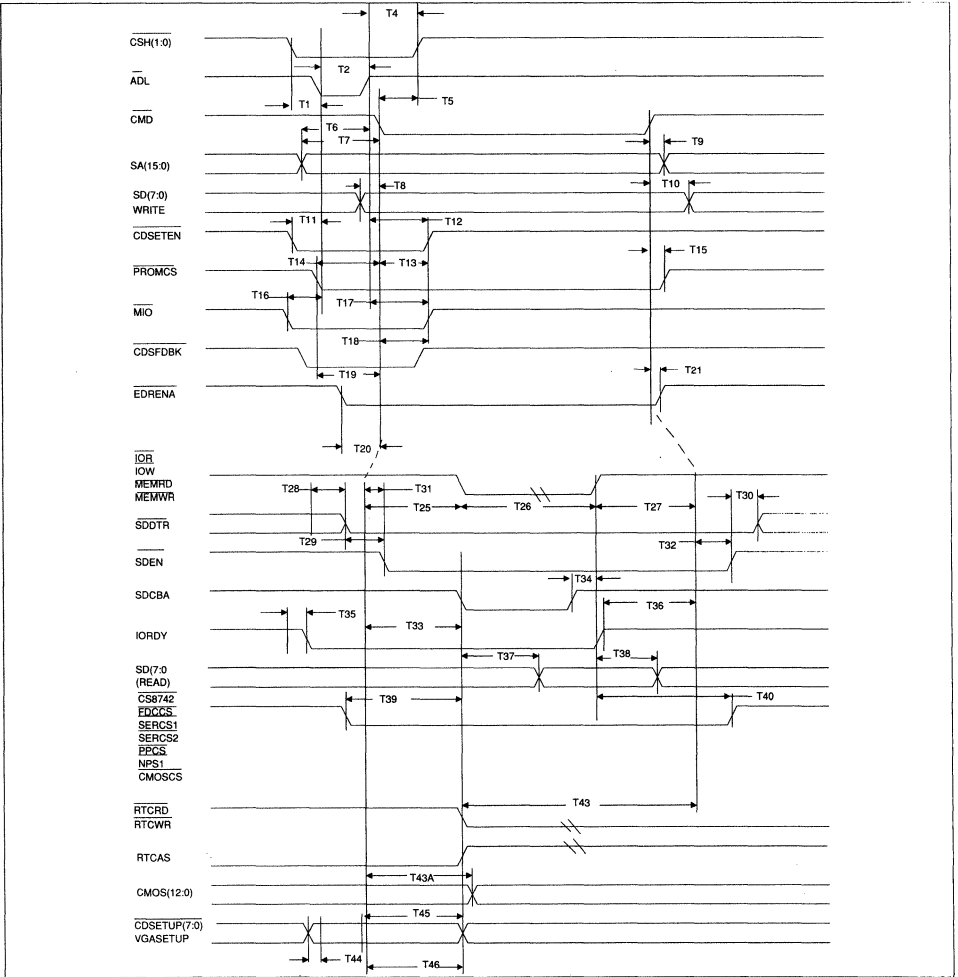 T4
CSH(1:0)
T2
ADL
T1
T5
CMD
T6
T7
T9
SA(15:0)
SD(7:0)
WRITE
T8
T10
T11
T12
CDSETEN
T14
T13
T15
PROMCS
T16
T17
MIO
T18
CDSFDBK
T19
T21
EDRENA
T20
IOR
IOW
MEMRD
MEMWR
T28
T31
T30
T25
T26
T27
SDDTR
T29
T32
SDEN
T34
SDCBA
T35
T36
T33
IORDY
T37
T38
SD(7:0
(READ)
CS8742
T39
T40
FDCCS
SERCS1
SERCS2
PPCS
NPS1
CMOSCS
T43
RTCRD
RTCWR
RTCAS
T43A
CMOS(12:0)
T45
CDSETUP(7:0)
VGASETUP
T44
T46